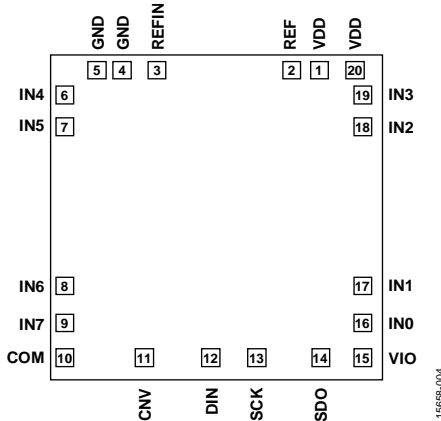 GND GND REFIN REF VDD VDD
5 4 3 2 1 20
IN4 6 19 IN3
IN5 7 18 IN2
IN6 8 17 IN1
IN7 9 16 IN0
COM 10 11 12 13 14 15 VIO
CNV DIN SCK SDO
15658-004